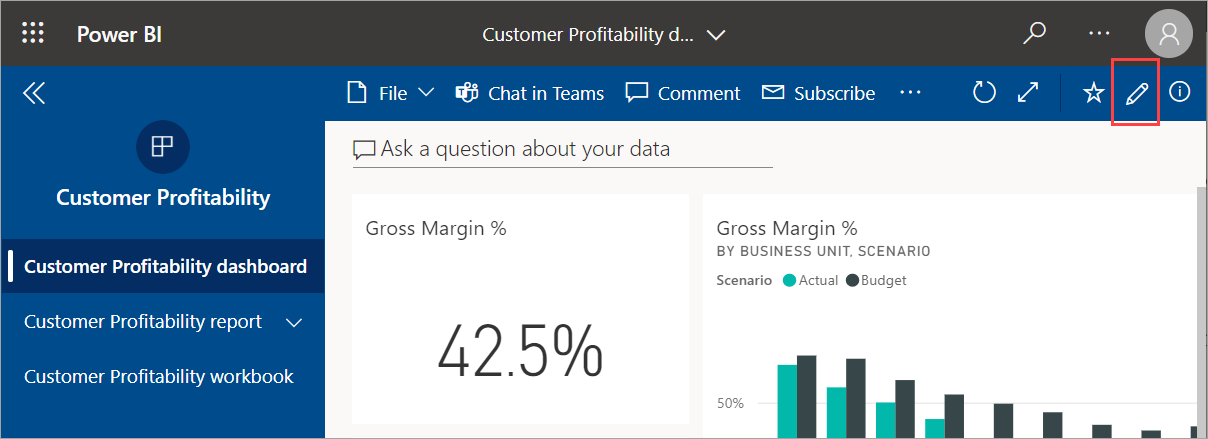 Power BI
Customer Profitability d...
File
Chat in Teams
Comment
Subscribe
Customer Profitability
Customer Profitability dashboard
Customer Profitability report
Customer Profitability workbook
Ask a question about your data
Gross Margin %
42.5%
Gross Margin %
BY BUSINESS UNIT, SCENARIO
Scenario Actual Budget
50%